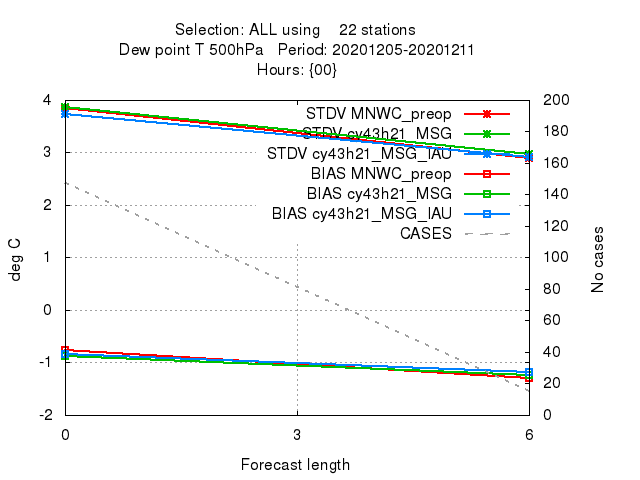 Selection: ALL using    22 stations
Dew point T 500hPa   Period: 20201205-20201211
Hours: {00}
STDV MNWC_preop
STDV cy43h21_MSG
STDV cy43h21_MSG_IAU
BIAS MNWC_preop
BIAS cy43h21_MSG
BIAS cy43h21_MSG_IAU
CASES
4
3
2
1
0
-1
-2
deg C
200
180
160
140
120
100
80
60
40
20
0
No cases
0 3 6
Forecast length